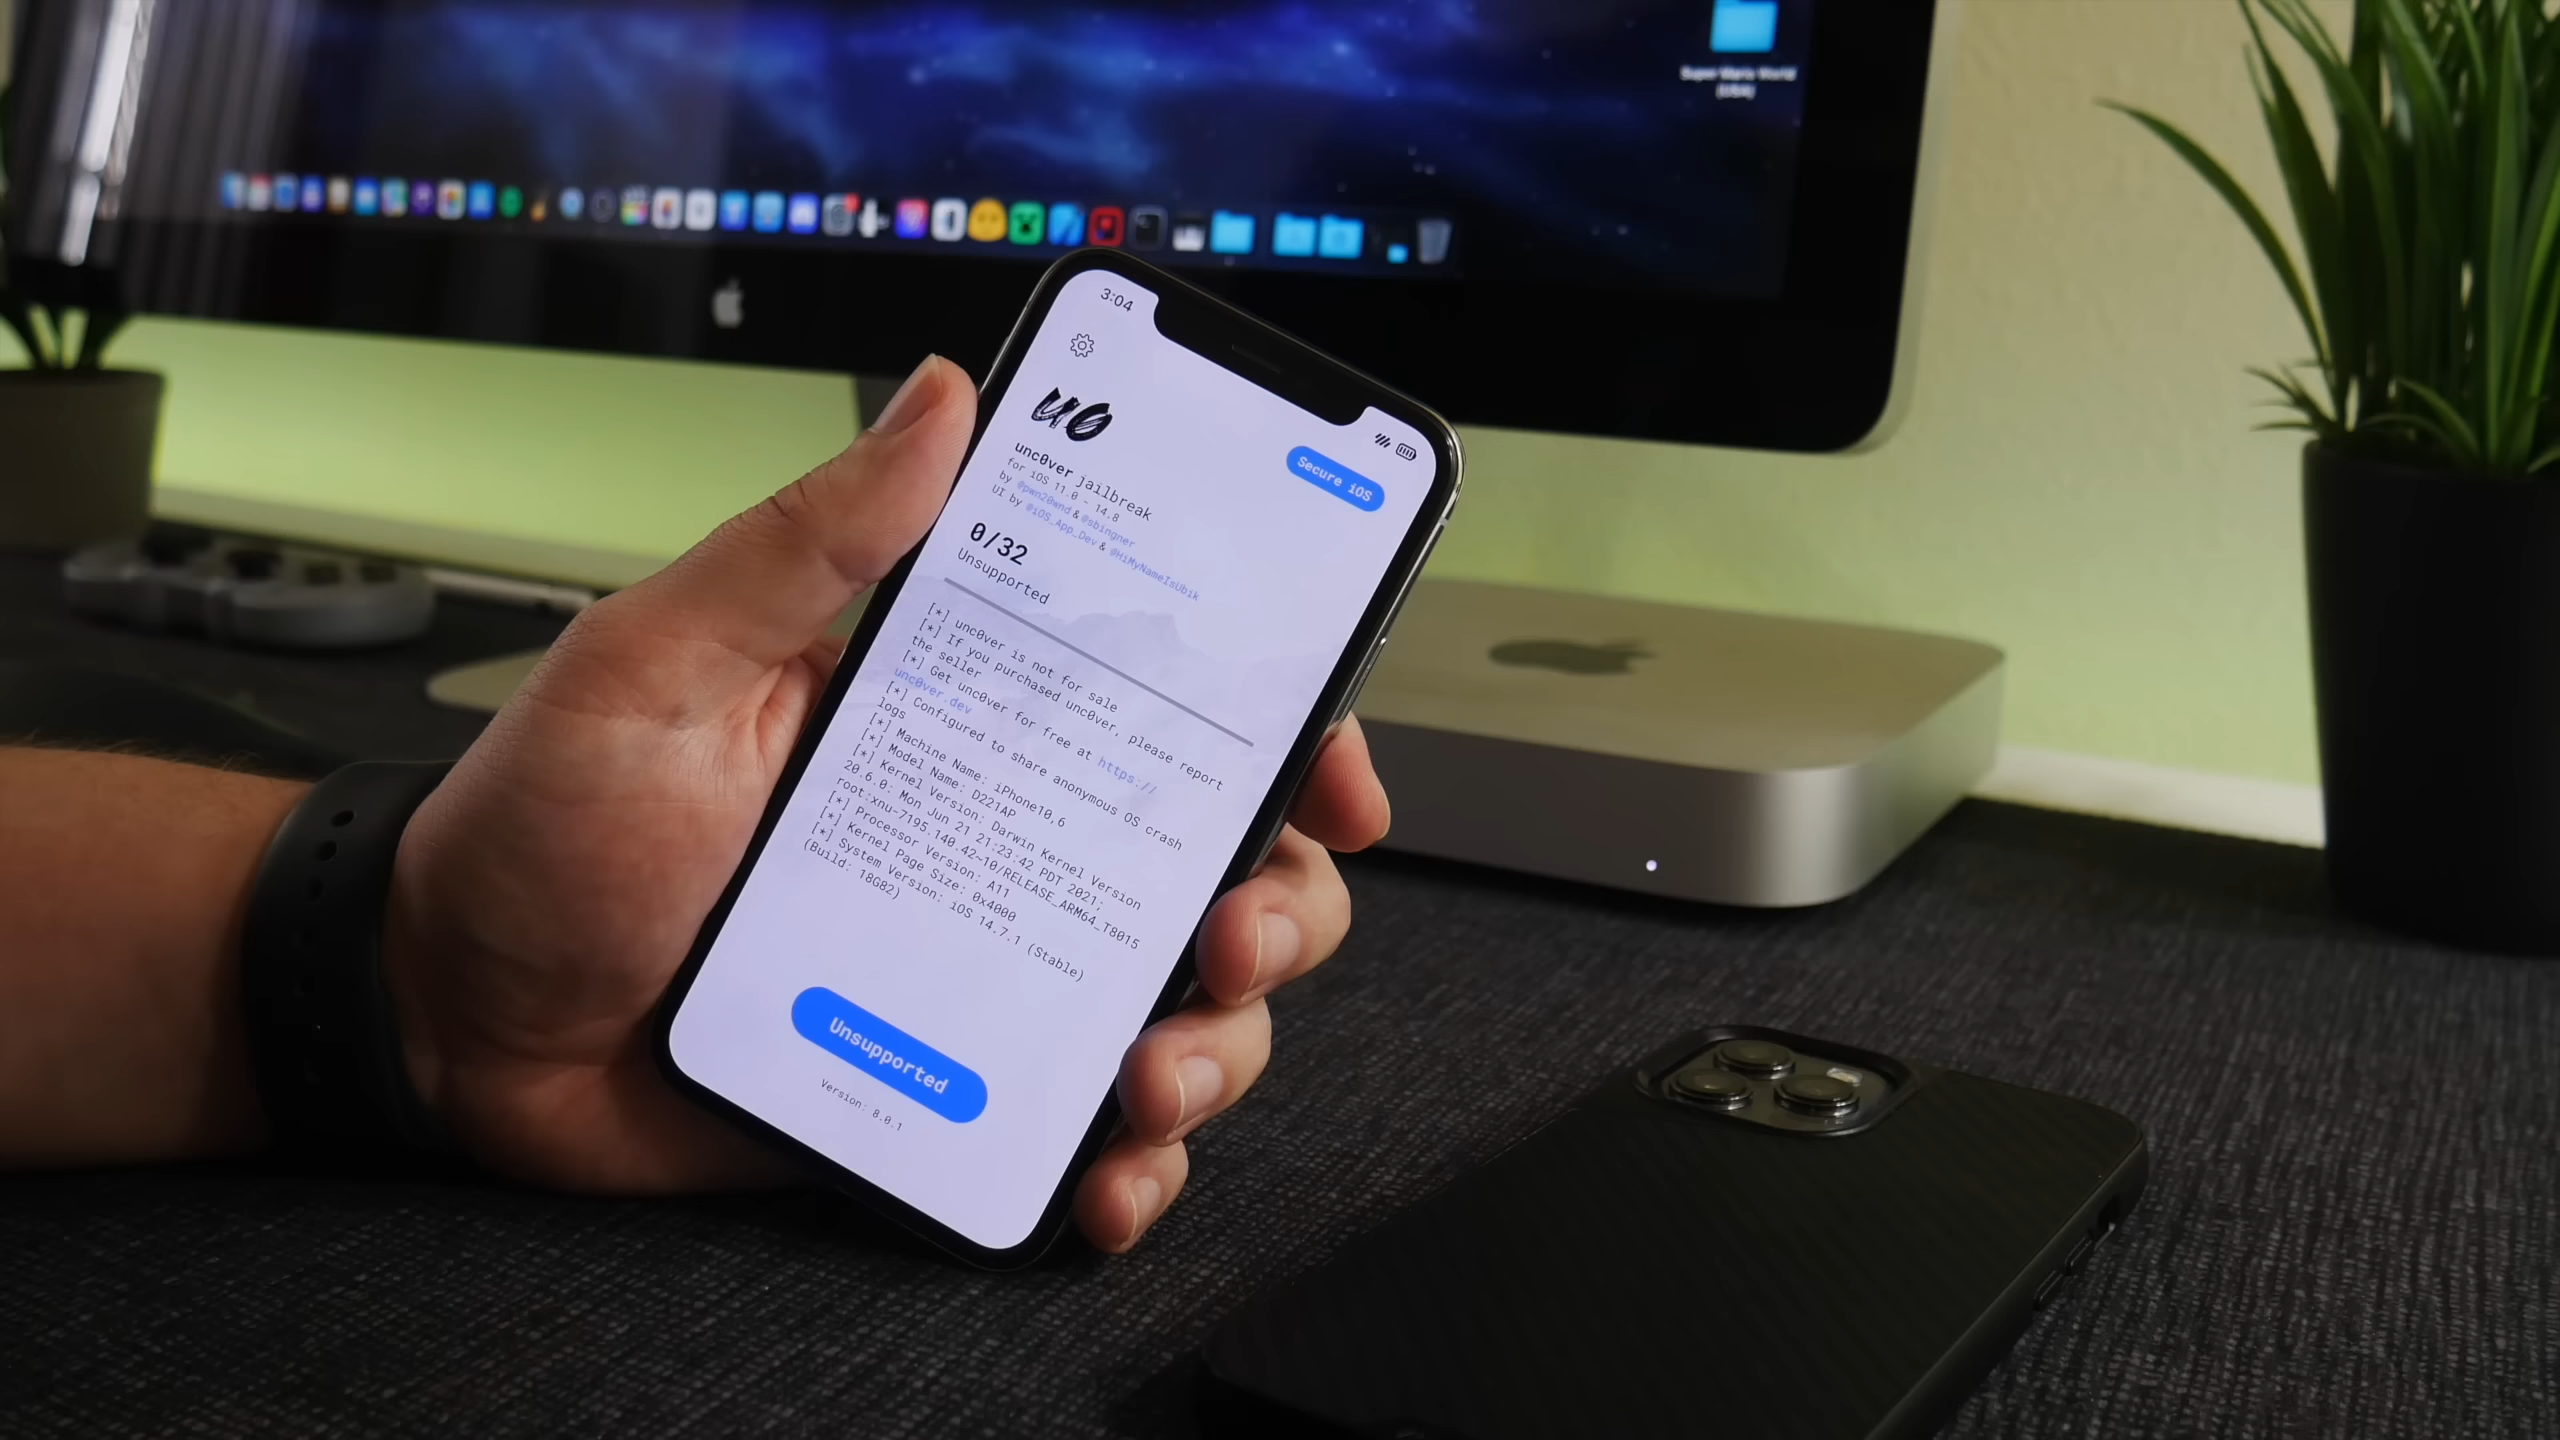 Super Mario World
(USA)
3:04
u0
unc0ver jailbreak
for iOS 11.0 - 14.8
by @pwn20wnd & @sbingner
UI by @iOS_App_Dev & @HiMyNameIsUbik
Secure iOS
0/32
Unsupported
[*] unc0ver is not for sale
[*] If you purchased unc0ver, please report
the seller
[*] Get unc0ver for free at https://
unc0ver.dev
[*] Configured to share anonymous OS crash
logs
[*] Machine Name: iPhone10,6
[*] Model Name: D221AP
[*] Kernel Version: Darwin Kernel Version
20.6.0: Mon Jun 21 21:23:42 PDT 2021;
root:xnu-7195.140.42~10/RELEASE_ARM64_T8015
[*] Processor Version: A11
[*] Kernel Page Size: 0x4000
[*] System Version: iOS 14.7.1 (Stable)
(Build: 18G82)
Unsupported
Version: 8.0.1